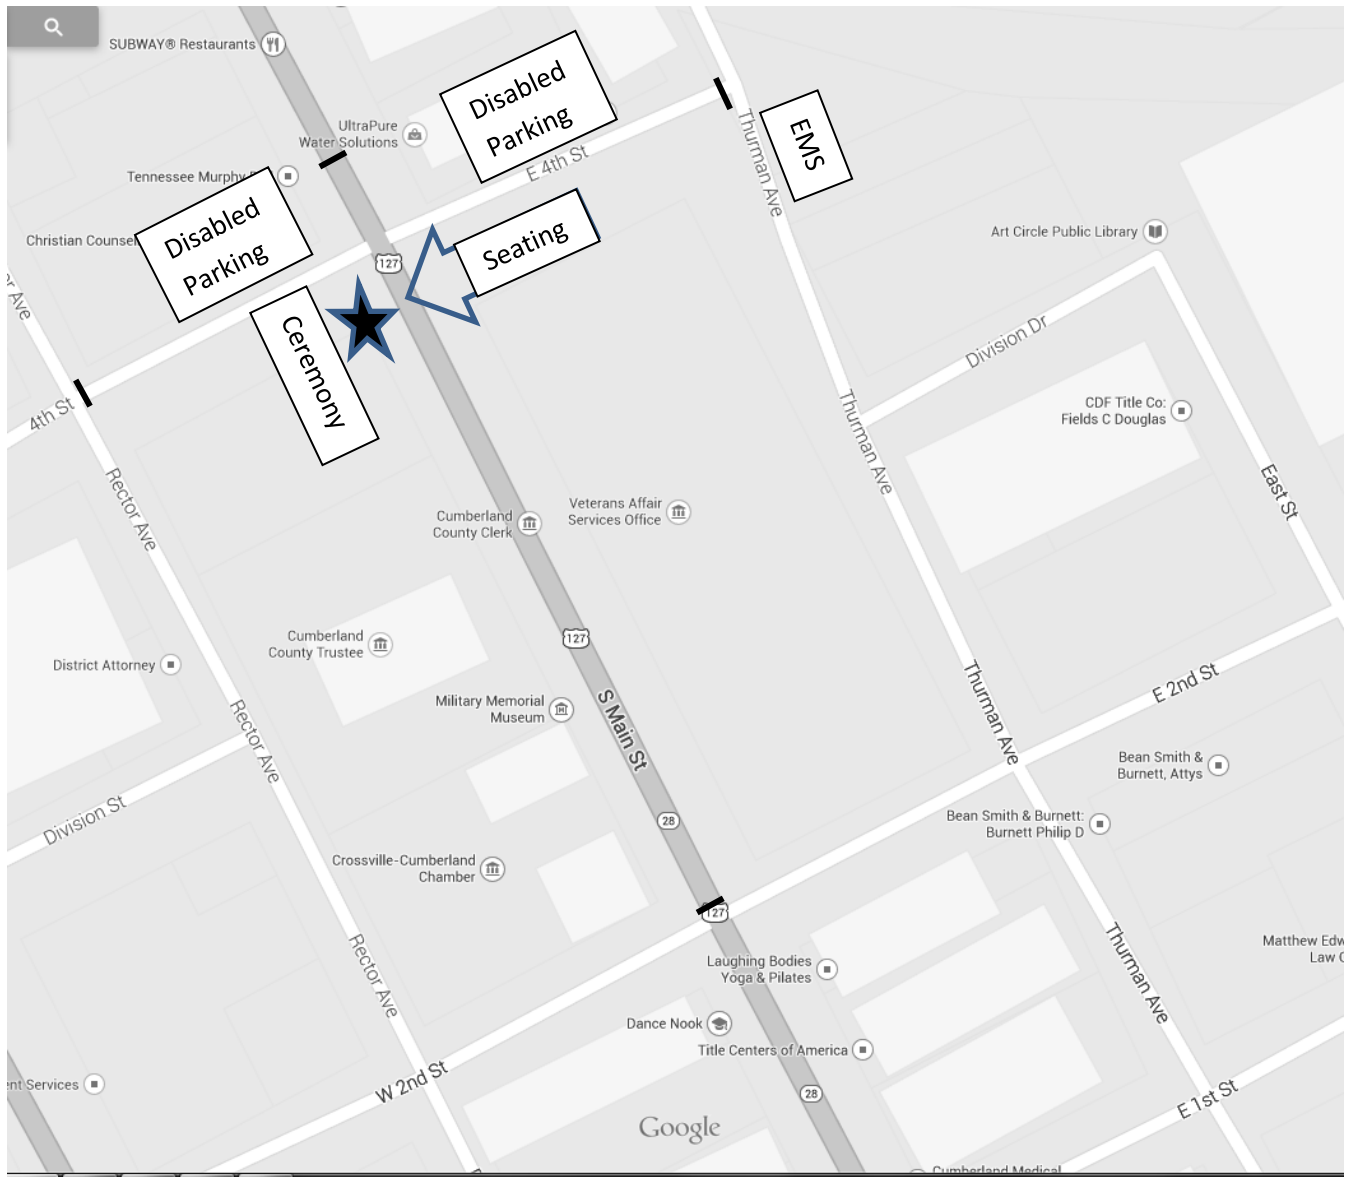 SUBWAY® Restaurants
UltraPure
Water Solutions
Disabled
Parking
E 4th St
Thurman Ave
EMS
Tennessee Murphy
Disabled
Parking
Christian
127
Seating
Art Circle Public Library
Ceremony
4th St
Division Dr
CDF Title Co:
Fields C Douglas
Thurman Ave
Rector Ave
East St
Cumberland
County Clerk
Veterans Affair
Services Office
127
Cumberland
County Trustee
District Attorney
Military Memorial
Museum
S Main St
Thurman Ave
E 2nd St
Rector Ave
Bean Smith &
Burnett, Attys
Division St
28
Bean Smith & Burnett:
Burnett Philip D
Crossville-Cumberland
Chamber
127
Laughing Bodies
Yoga & Pilates
Matthew
Law
Rector Ave
Thurman Ave
Dance Nook
Title Centers of America
W 2nd St
Services
28
E 1st St
Google
Cumberland Medical